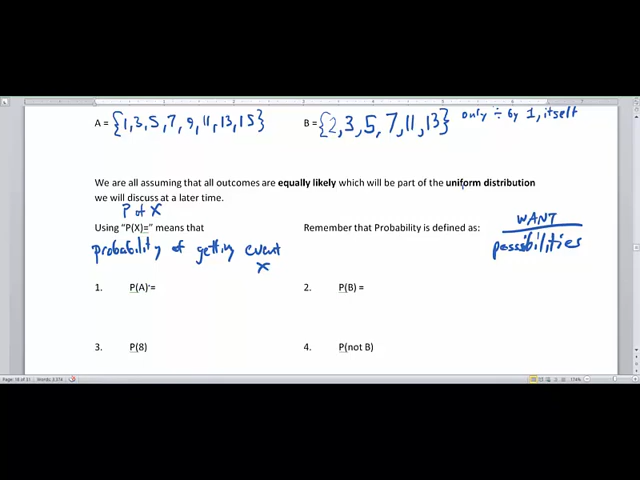 A = {1,3,5,7,9,11,13,15}
B = {2,3,5,7,11,13} only ÷ by 1, itself
We are all assuming that all outcomes are equally likely which will be part of the uniform distribution
we will discuss at a later time.
P of X
Using "P(X)=" means that
probability of getting event
X
Remember that Probability is defined as:
WANT
possibilities
1. P(A)=
2. P(B) =
3. P(8)
4. P(not B)